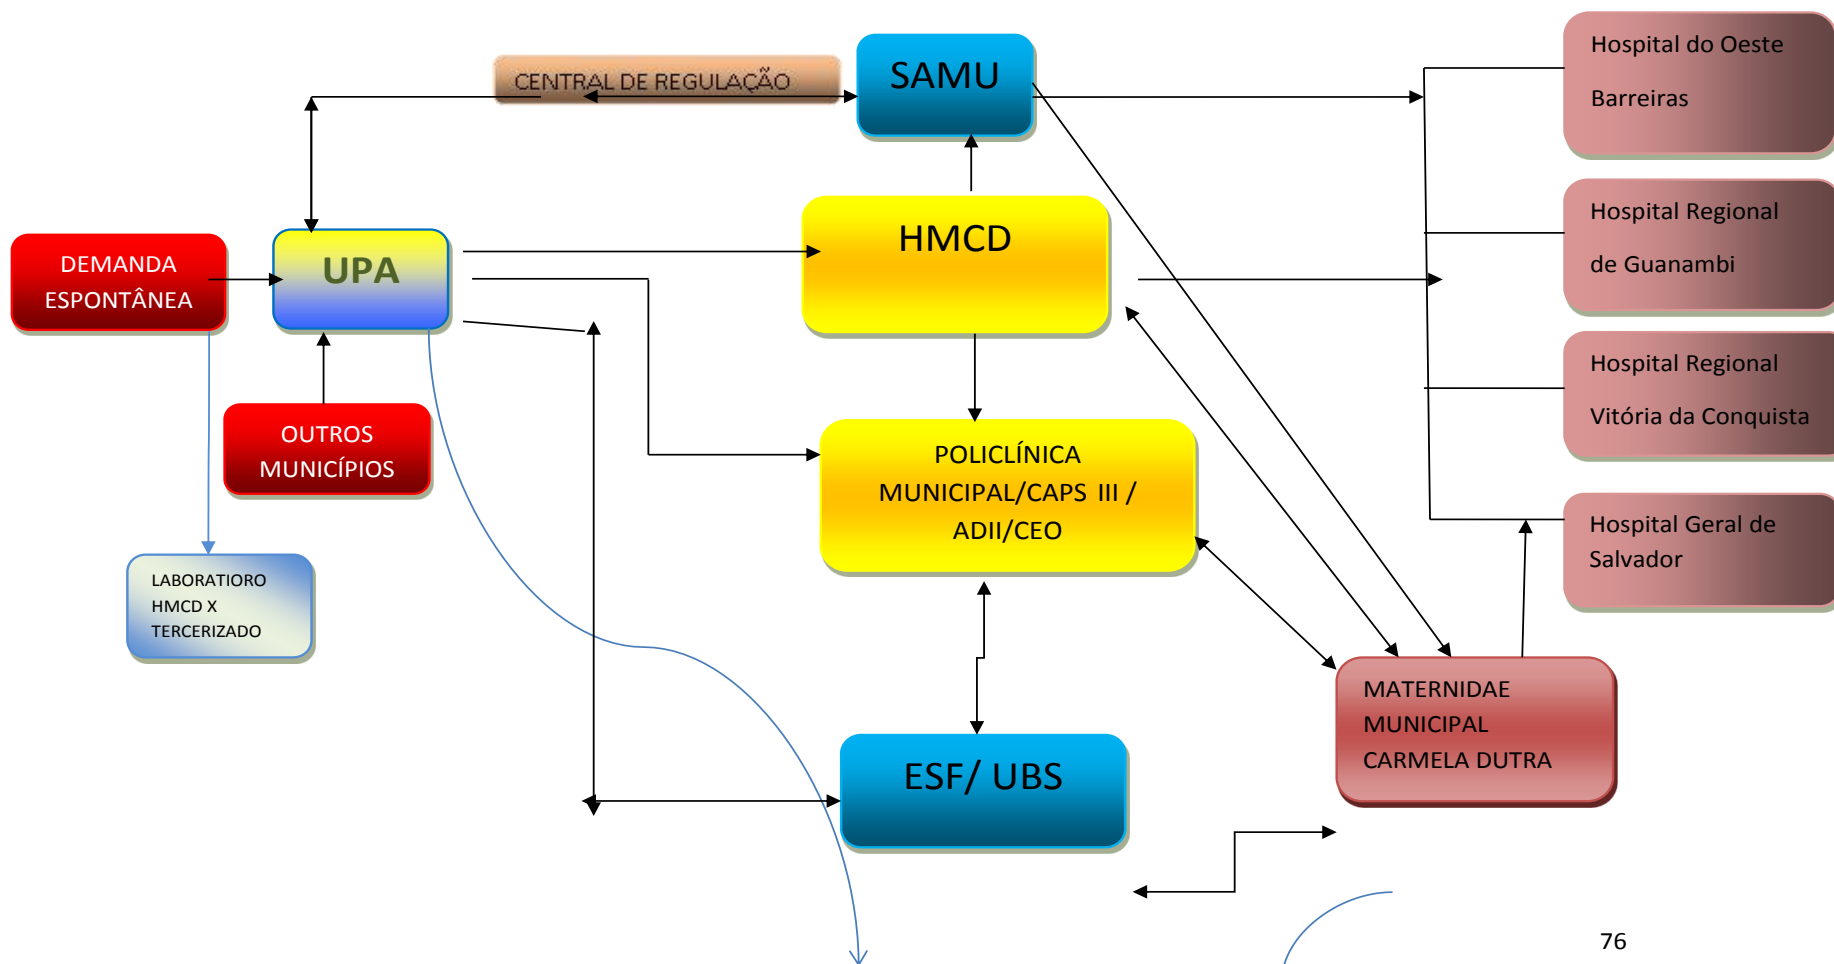 CENTRAL DE REGULAÇÃO
SAMU
Hospital do Oeste
Barreiras
Hospital Regional
de Guanambi
HMCD
DEMANDA
ESPONTÂNEA
UPA
Hospital Regional
Vitória da Conquista
OUTROS
MUNICÍPIOS
POLICLÍNICA
MUNICIPAL/CAPS III /
ADII/CEO
Hospital Geral de
Salvador
LABORATIORO
HMCD X
TERCERIZADO
MATERNIDAE
MUNICIPAL
CARMELA DUTRA
ESF/ UBS
76